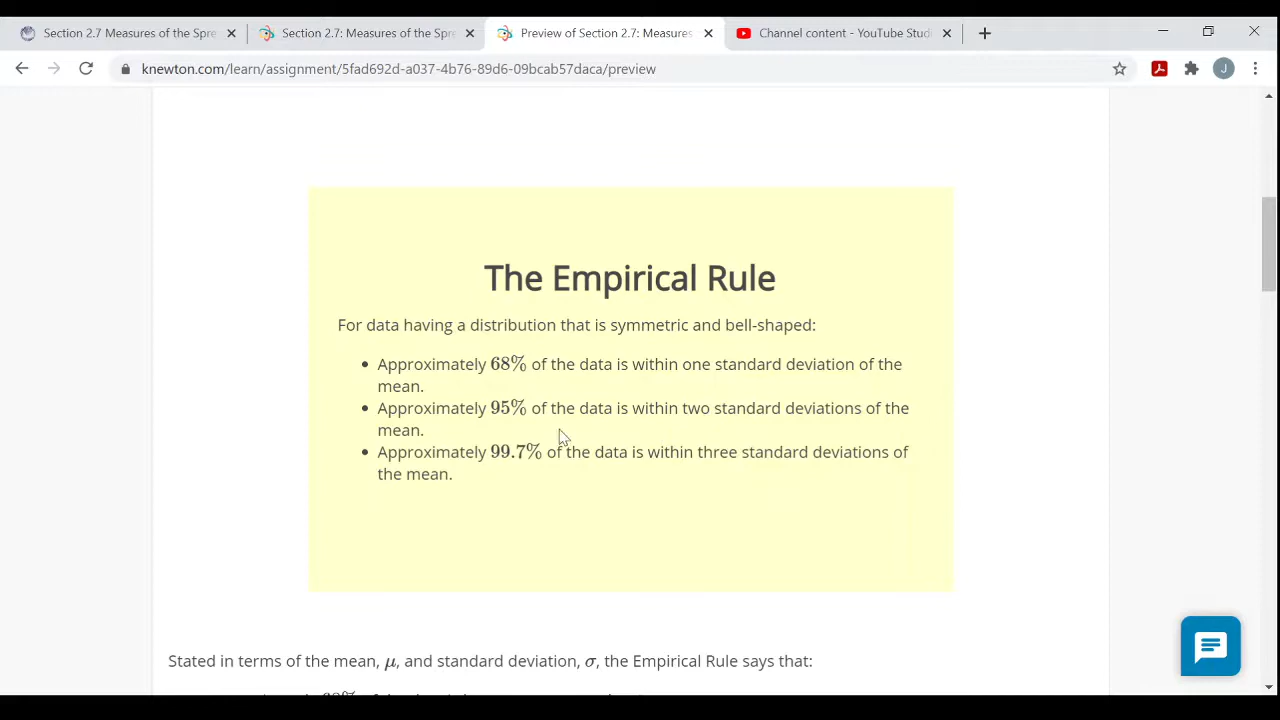 Section 2.7 Measures of the Spre
Section 2.7: Measures of the Spre
Preview of Section 2.7: Measures
Channel content - YouTube Studi
knewton.com/learn/assignment/5fad692d-a037-4b76-89d6-09bcab57daca/preview
J
The Empirical Rule
For data having a distribution that is symmetric and bell-shaped:
• Approximately 68% of the data is within one standard deviation of the
mean.
• Approximately 95% of the data is within two standard deviations of the
mean.
• Approximately 99.7% of the data is within three standard deviations of
the mean.
Stated in terms of the mean, μ, and standard deviation, σ, the Empirical Rule says that: